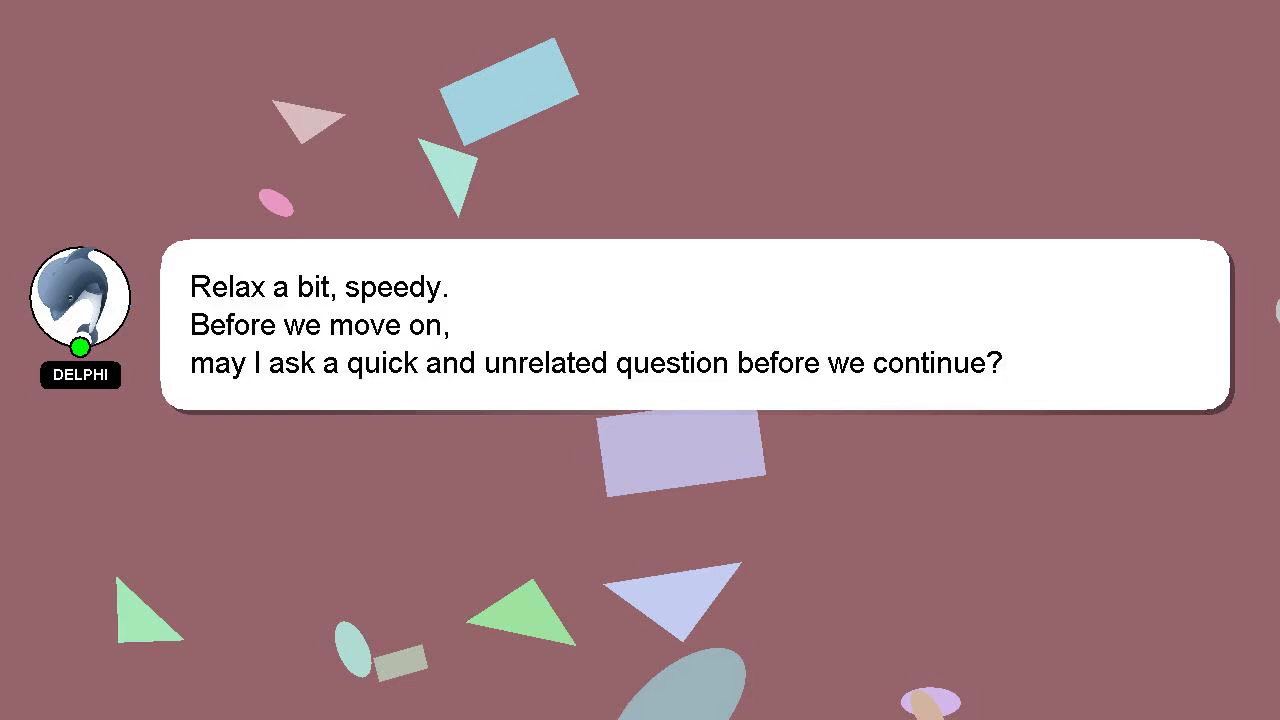 Relax a bit, speedy.
Before we move on,
may I ask a quick and unrelated question before we continue?
DELPHI